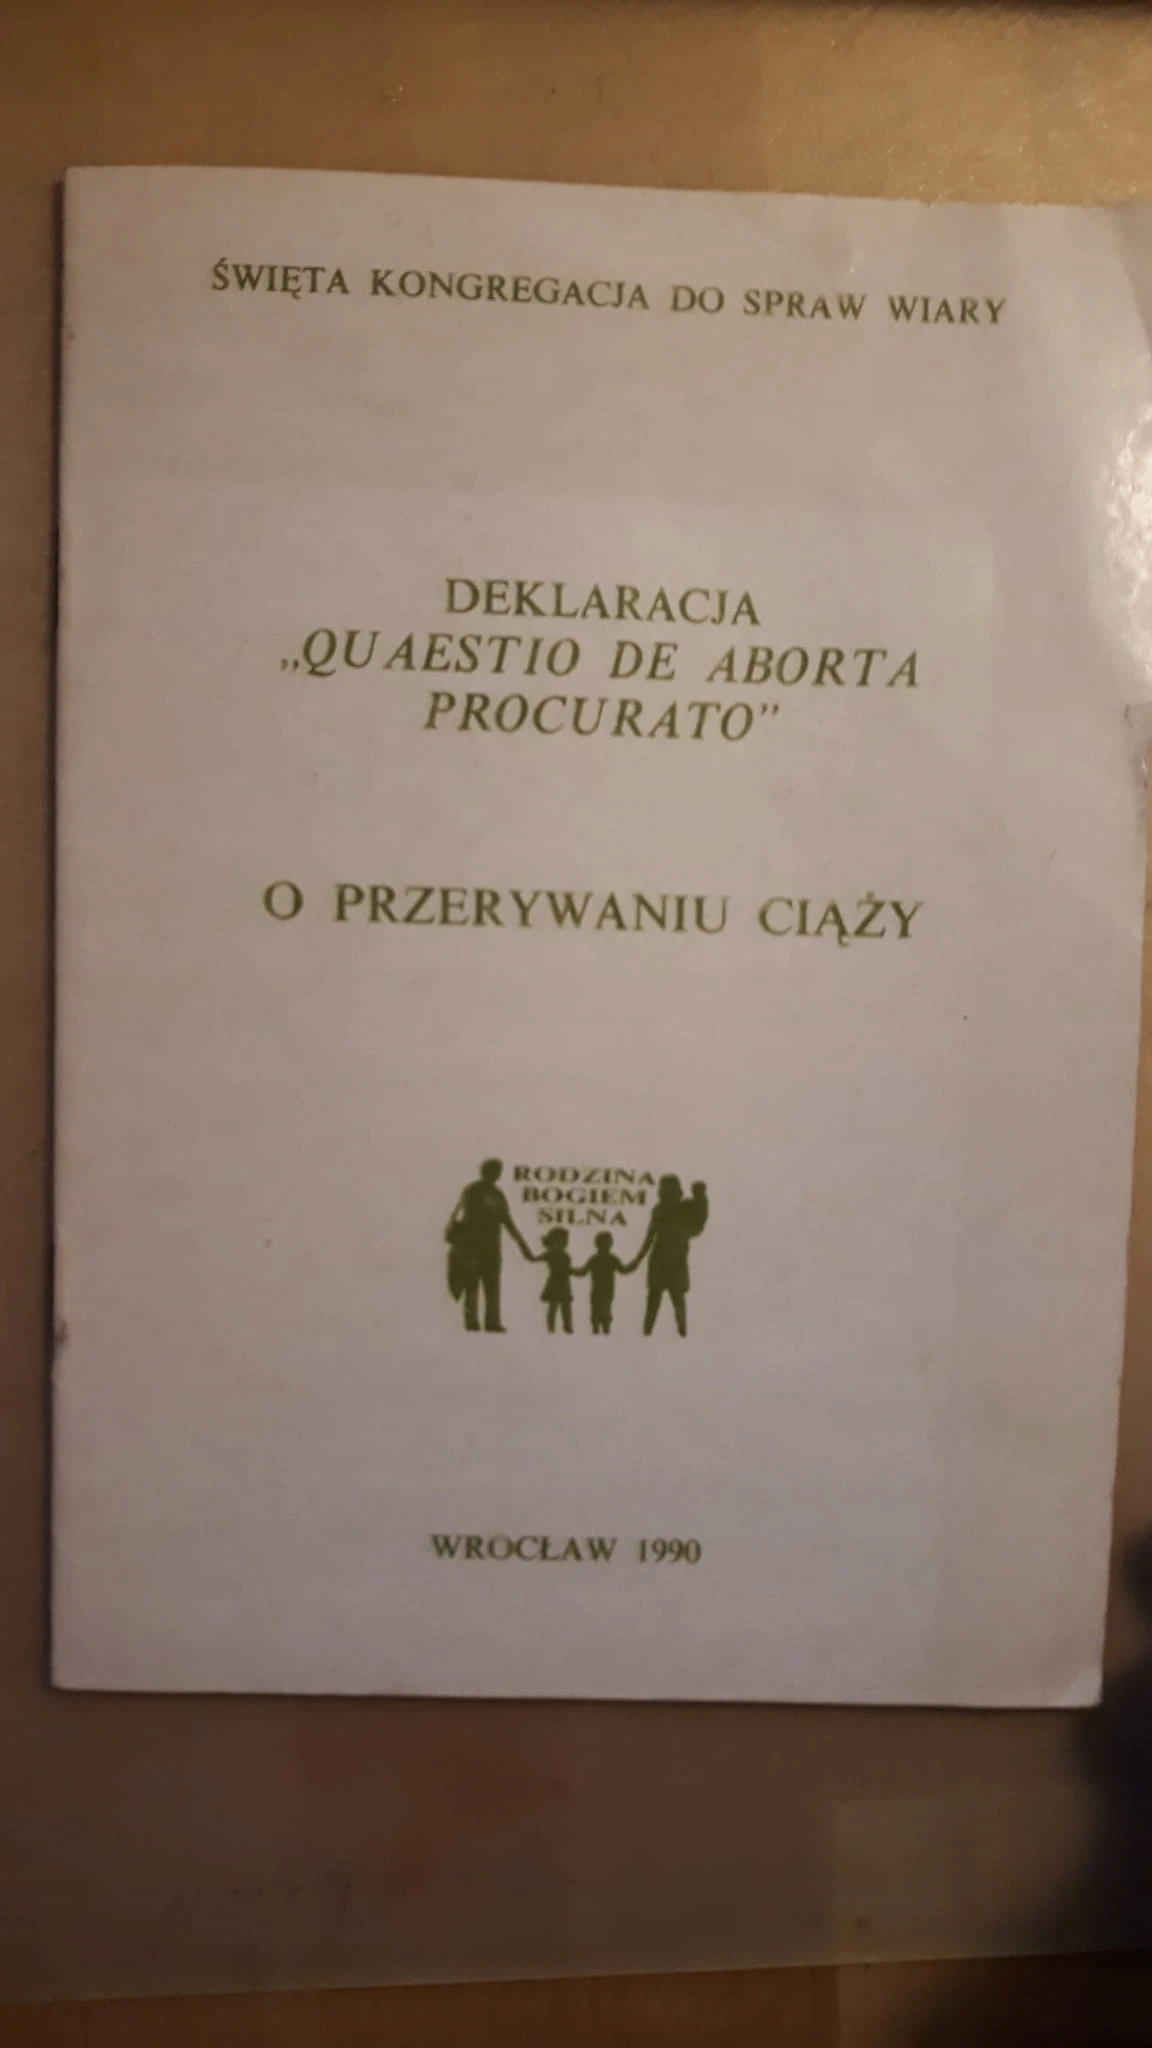 ŚWIĘTA KONGREGACJA DO SPRAW WIARY
DEKLARACJA
„QUAESTIO DE ABORTA
PROCURATO”
O PRZERYWANIU CIĄŻY
RODZINA
BOGIEM
SILNA
WROCŁAW 1990